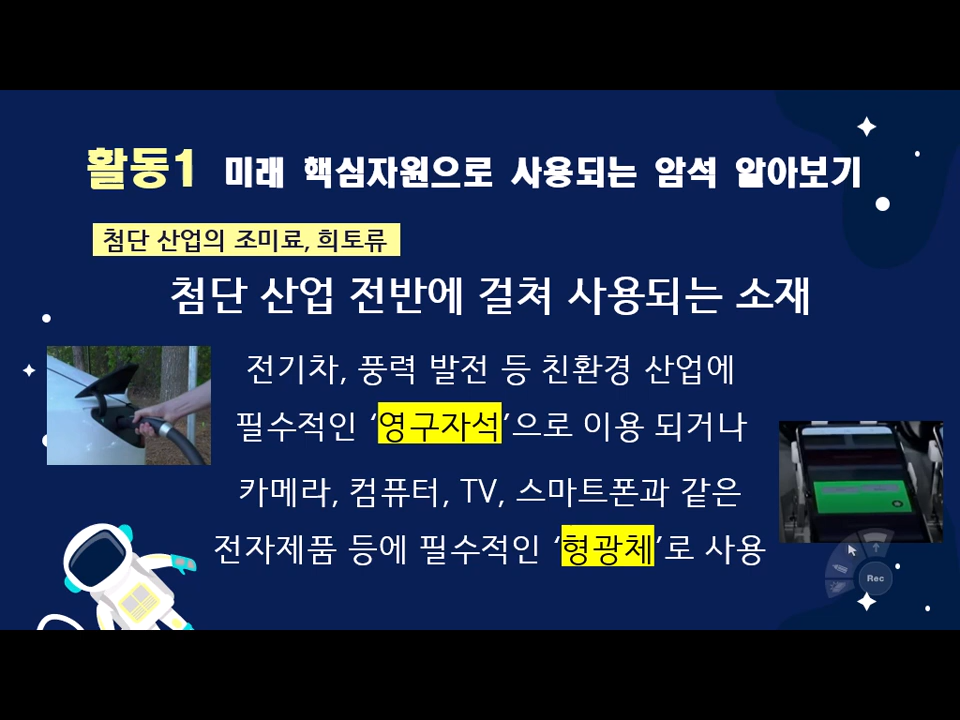 활동1 미래 핵심자원으로 사용되는 암석 알아보기
첨단 산업의 조미료, 희토류
첨단 산업 전반에 걸쳐 사용되는 소재
전기차, 풍력 발전 등 친환경 산업에
필수적인 ‘영구자석’으로 이용 되거나
카메라, 컴퓨터, TV, 스마트폰과 같은
전자제품 등에 필수적인 ‘형광체’로 사용
Rec